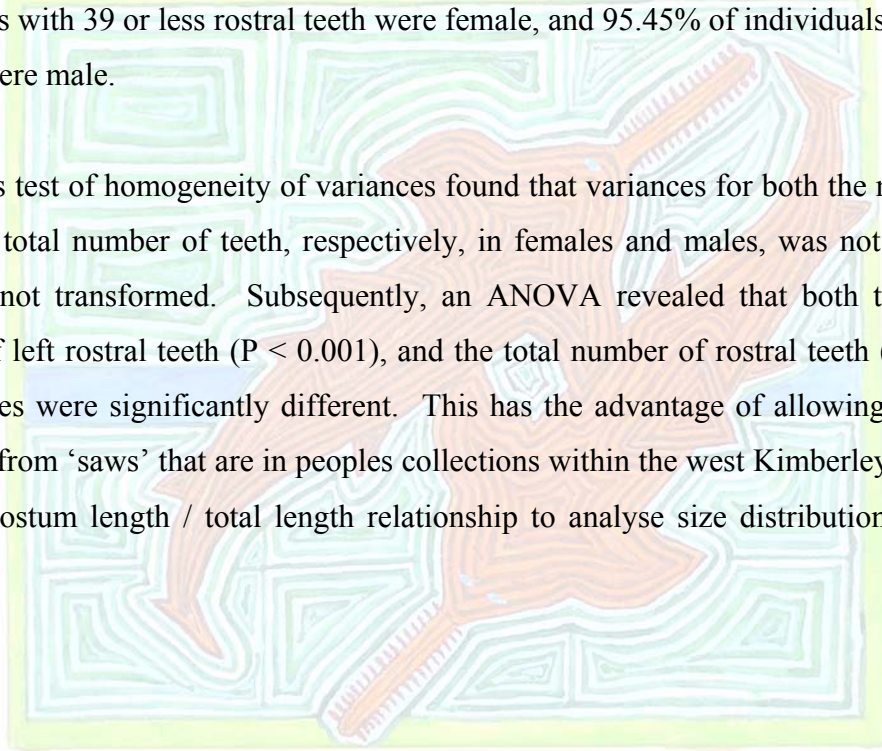 s with 39 or less rostral teeth were female, and 95.45% of individuals
ere male.
s test of homogeneity of variances found that variances for both the
total number of teeth, respectively, in females and males, was not
not transformed. Subsequently, an ANOVA revealed that both
f left rostral teeth (P < 0.001), and the total number of rostral teeth (
es were significantly different. This has the advantage of allowing
from ‘saws’ that are in peoples collections within the west Kimberley
ostum length / total length relationship to analyse size distribution